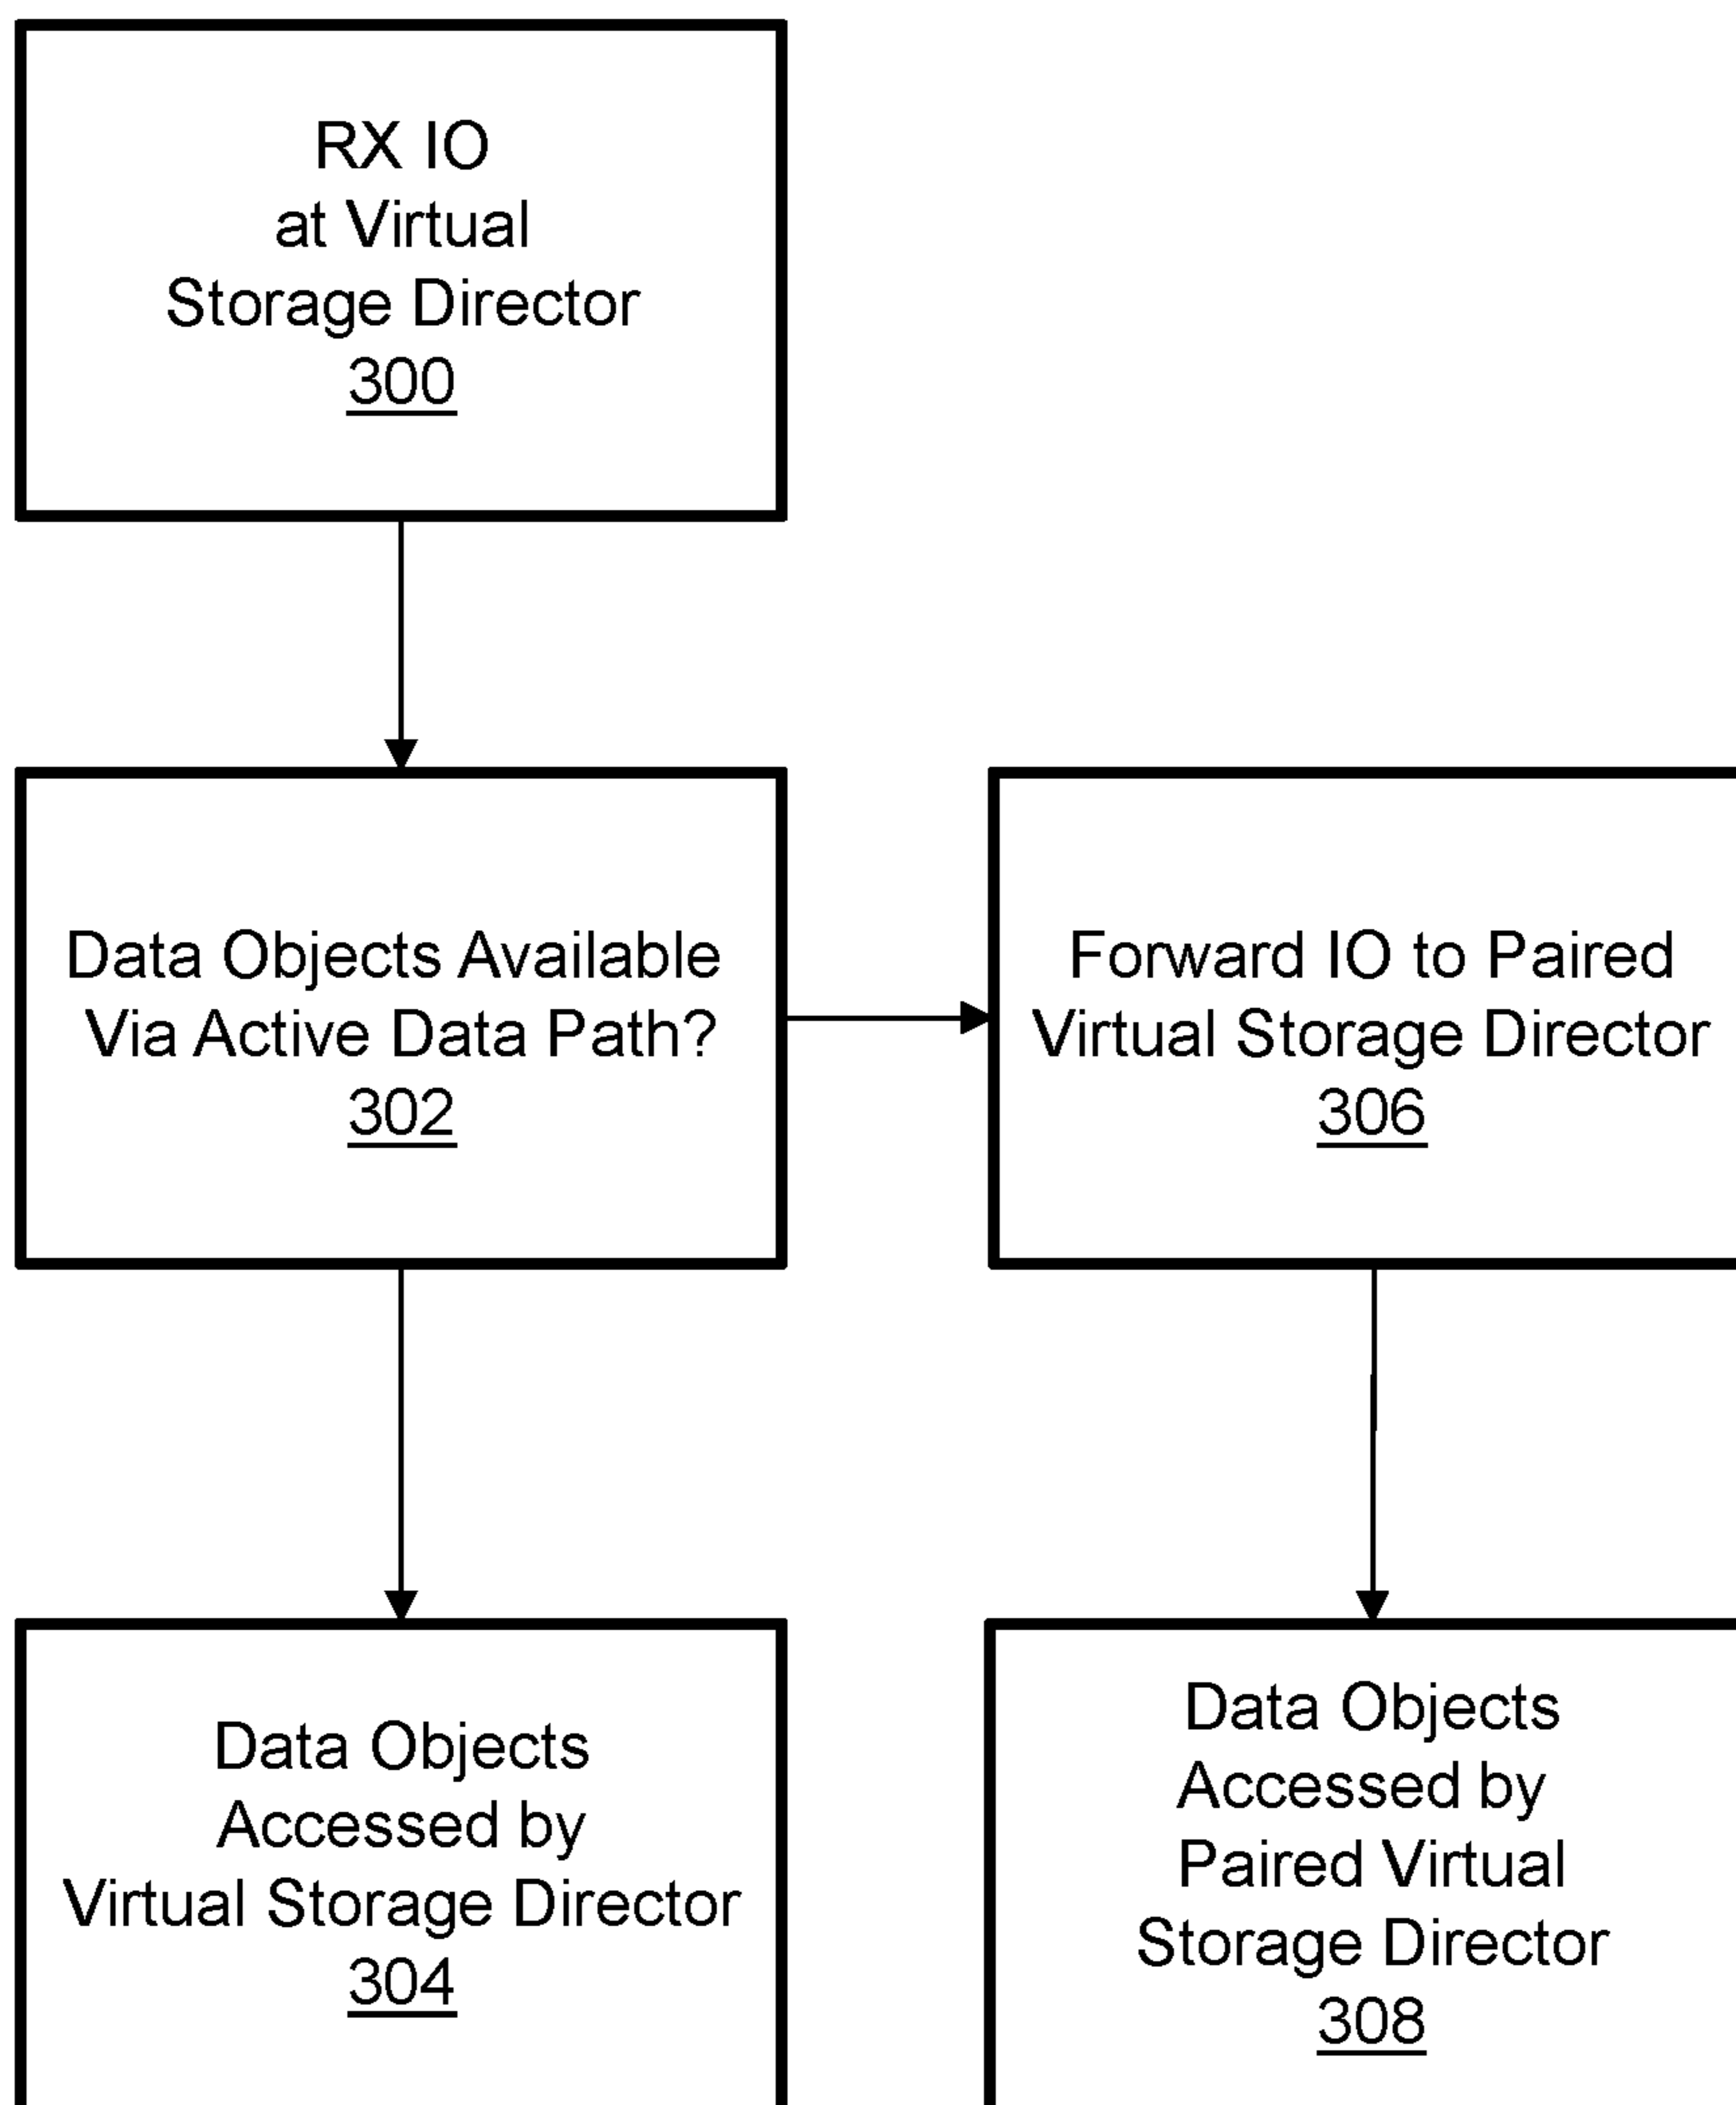 RX IO
at Virtual
Storage Director
300
Data Objects Available
Via Active Data Path?
302
Forward IO to Paired
Virtual Storage Director
306
Data Objects
Accessed by
Virtual Storage Director
304
Data Objects
Accessed by
Paired Virtual
Storage Director
308